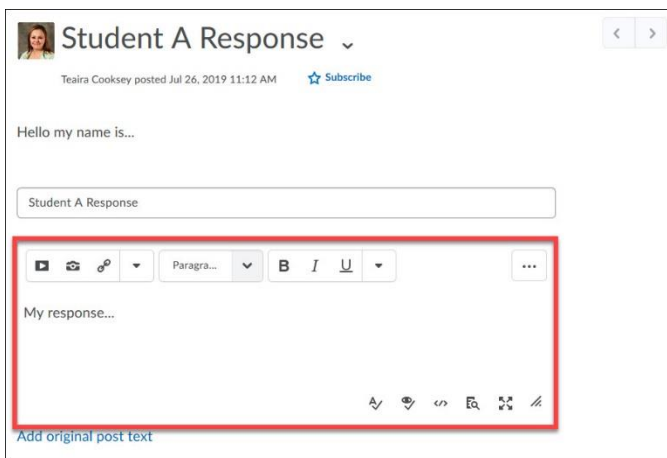 Student A Response
Teaira Cooksey posted Jul 26, 2019 11:12 AM Subscribe
Hello my name is...
Student A Response
Paragra... B I U
My response...
Add original post text